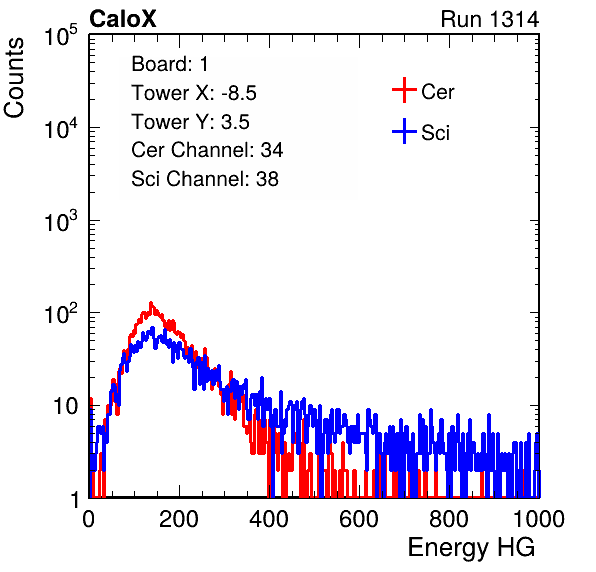 CaloX Run 1314
Counts
Board: 1
Tower X: -8.5
Tower Y: 3.5
Cer Channel: 34
Sci Channel: 38
Cer
Sci
10^5
10^4
10^3
10^2
10
1
0 200 400 600 800 1000
Energy HG